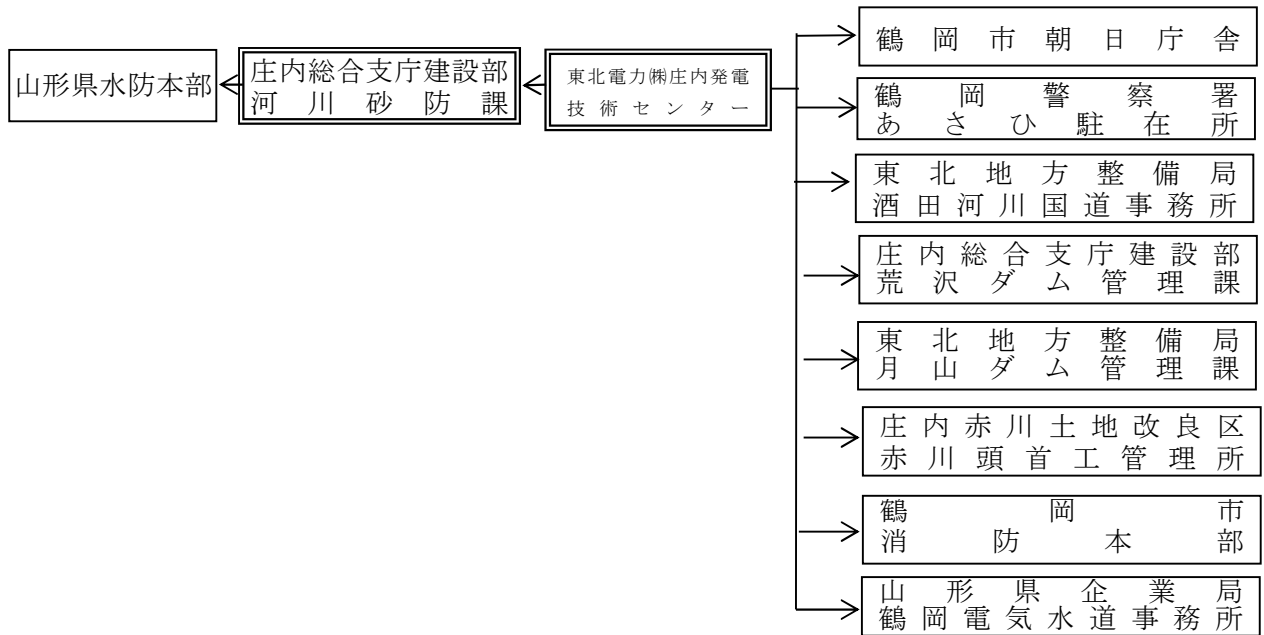 山形県水防本部
庄内総合支庁建設部
河川砂防課
東北電力㈱庄内発電
技術センター
鶴岡市朝日庁舎
鶴岡警察署
あさひ駐在所
東北地方整備局
酒田河川国道事務所
庄内総合支庁建設部
荒沢ダム管理課
東北地方整備局
月山ダム管理課
庄内赤川土地改良区
赤川頭首工管理所
鶴岡市
消防本部
山形県企業局
鶴岡電気水道事務所